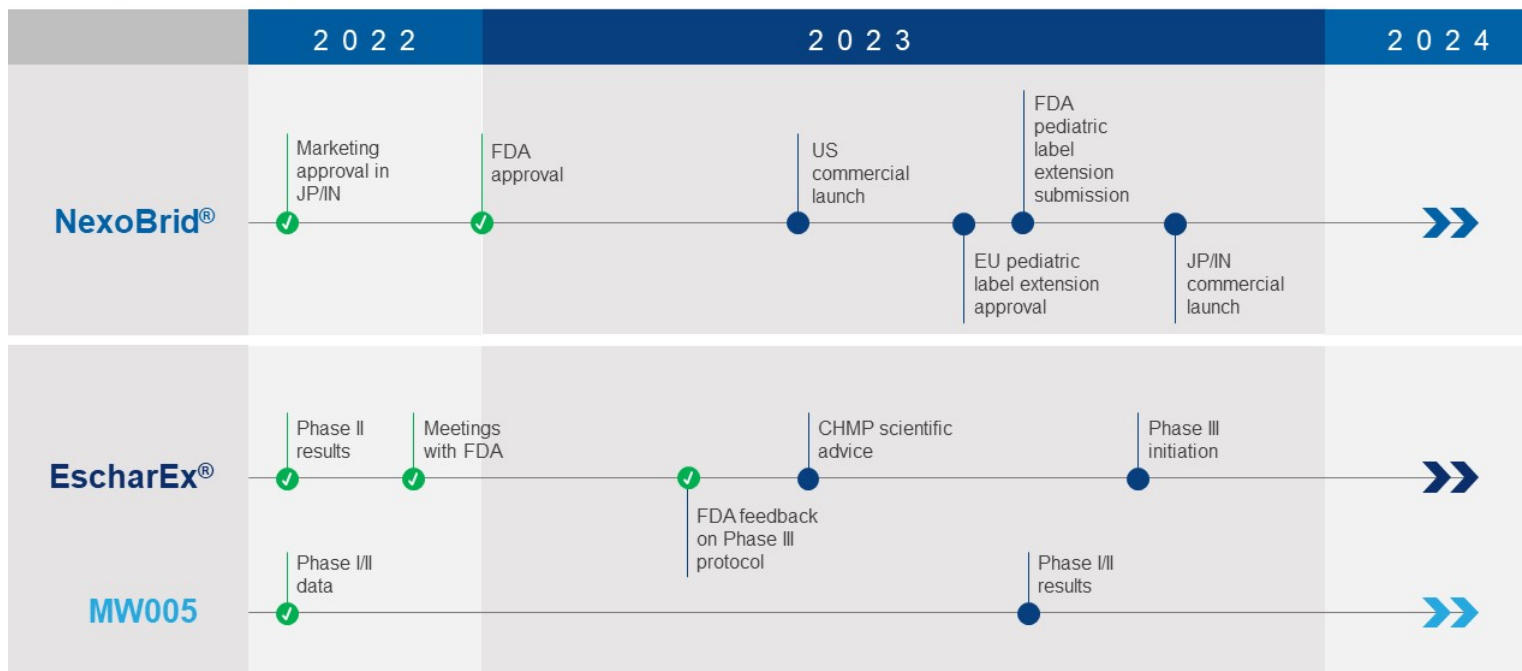 2022
2023
2024
NexoBrid®
Marketing
approval in
JP/IN
FDA
approval
US
commercial
launch
EU pediatric
label extension
approval
FDA
pediatric
label
extension
submission
JP/IN
commercial
launch
EscharEx®
Phase II
results
Meetings
with FDA
FDA feedback
on Phase III
protocol
CHMP scientific
advice
Phase III
initiation
MW005
Phase I/II
data
Phase I/II
results